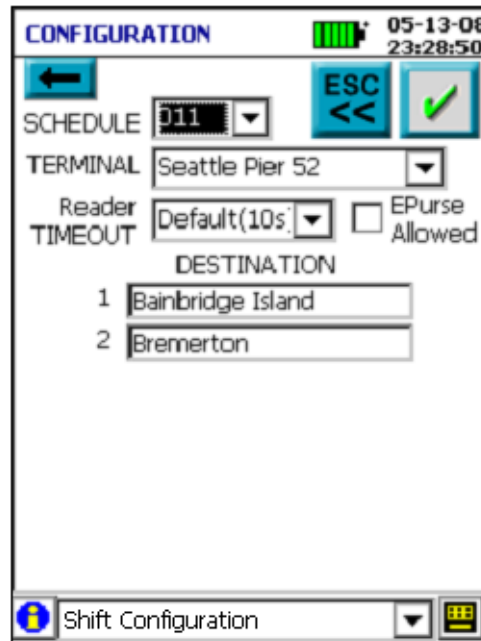 CONFIGURATION
05-13-08
23:28:50
ESC
<<
SCHEDULE 011
TERMINAL Seattle Pier 52
Reader TIMEOUT Default(10s)
EPurse Allowed
DESTINATION
1 Bainbridge Island
2 Bremerton
Shift Configuration